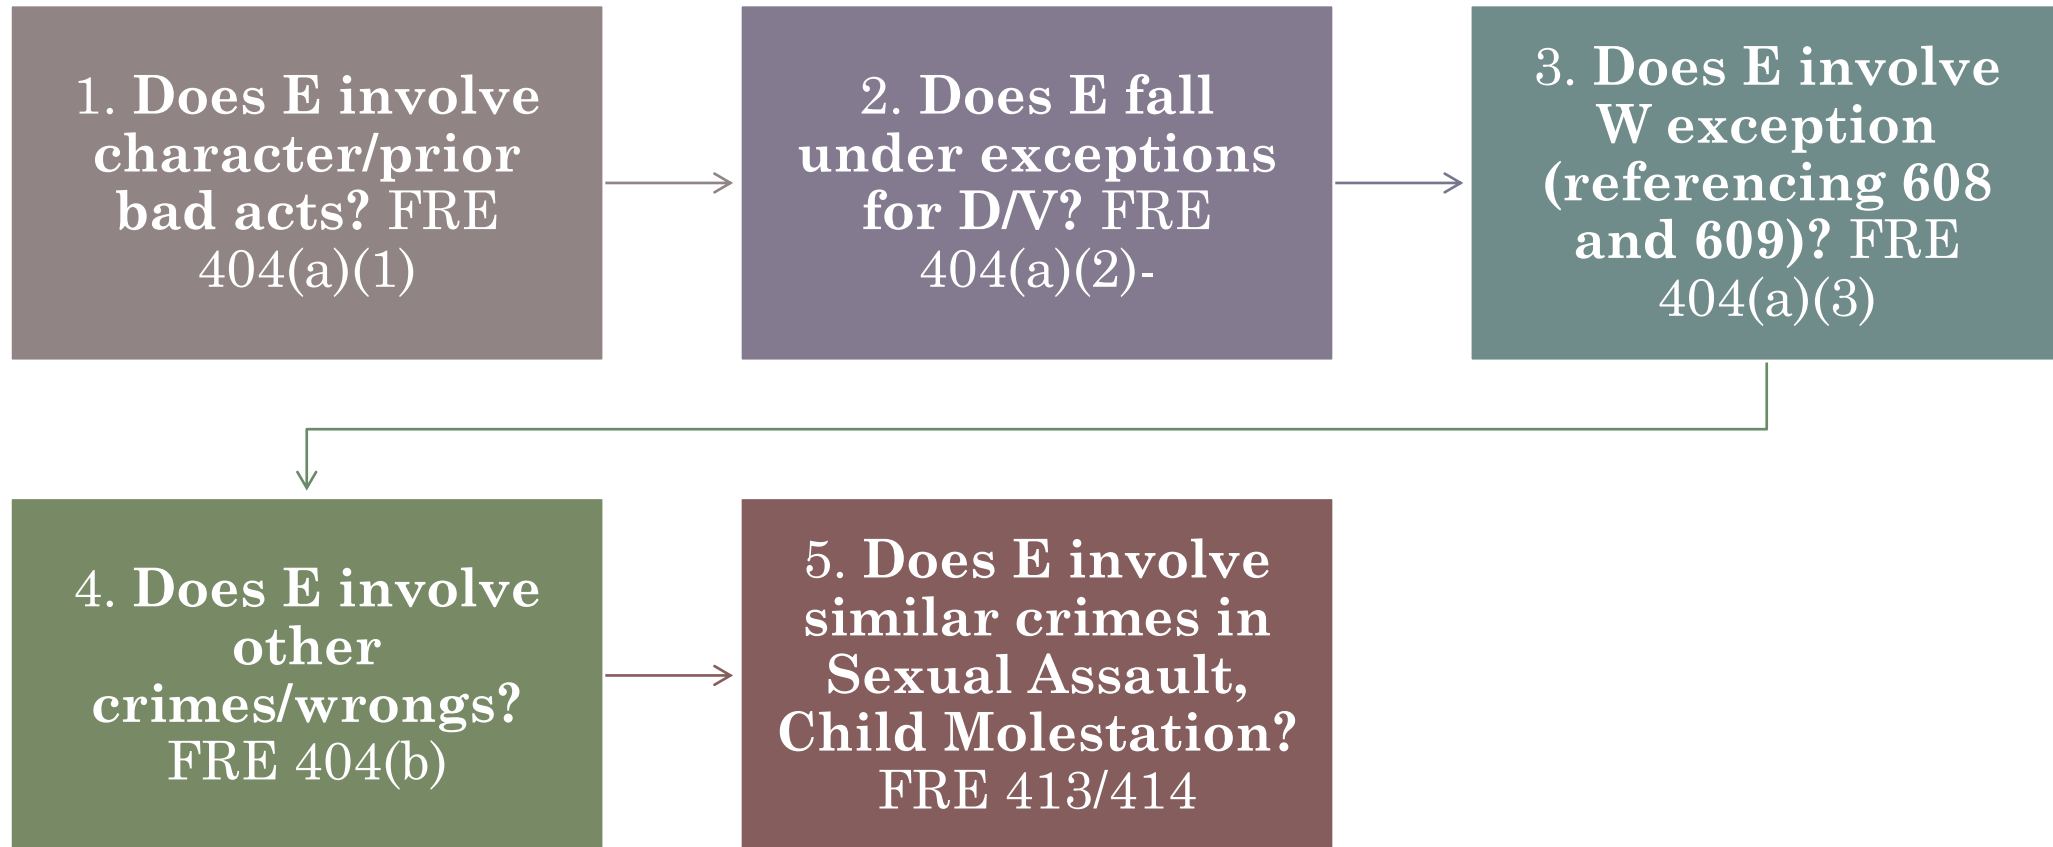 1. Does E involve
character/prior
bad acts? FRE
404(a)(1)
2. Does E fall
under exceptions
for D/V? FRE
404(a)(2)-
3. Does E involve
W exception
(referencing 608
and 609)? FRE
404(a)(3)
4. Does E involve
other
crimes/wrongs?
FRE 404(b)
5. Does E involve
similar crimes in
Sexual Assault,
Child Molestation?
FRE 413/414